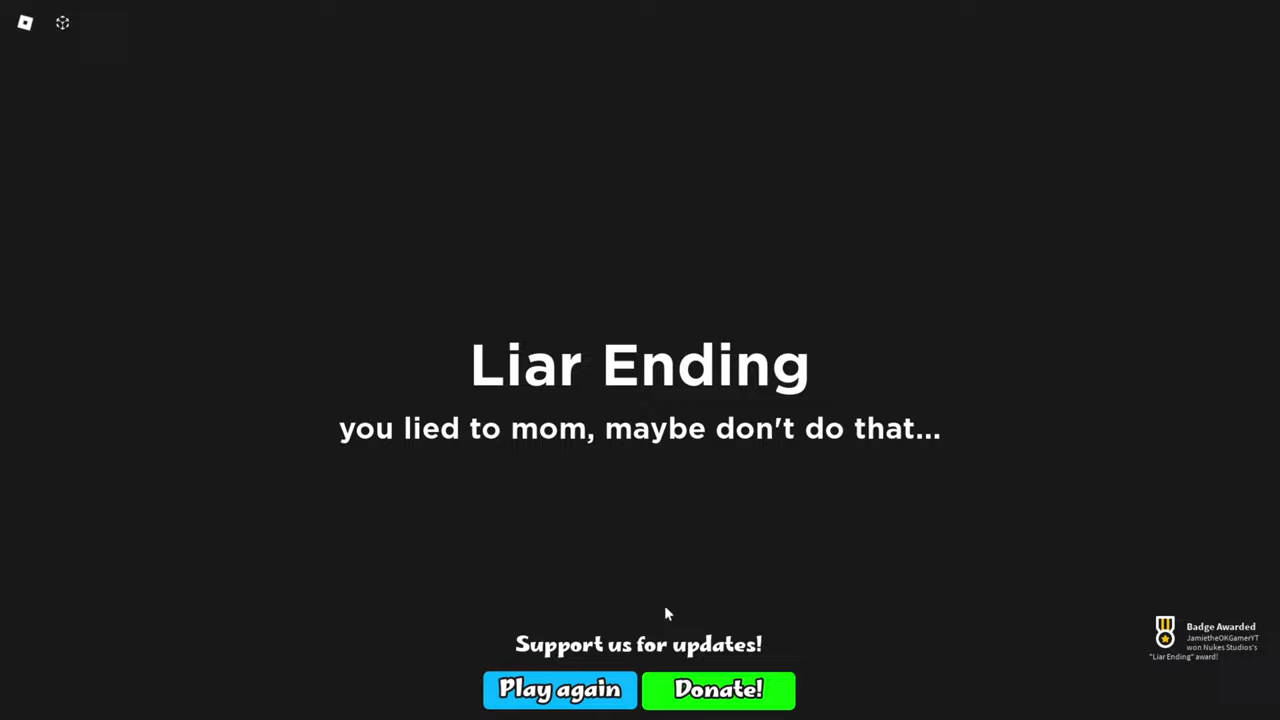 Liar Ending
you lied to mom, maybe don't do that...
Support us for updates!
Play again
Donate!
Badge Awarded
JamietheOKGamerYT
won Nukes Studios's
"Liar Ending" award!